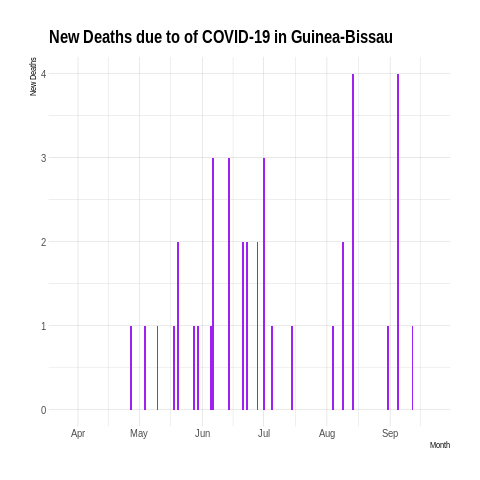 New Deaths due to of COVID-19 in Guinea-Bissau
New Deaths
4
3
2
1
0
Apr May Jun Jul Aug Sep
Month